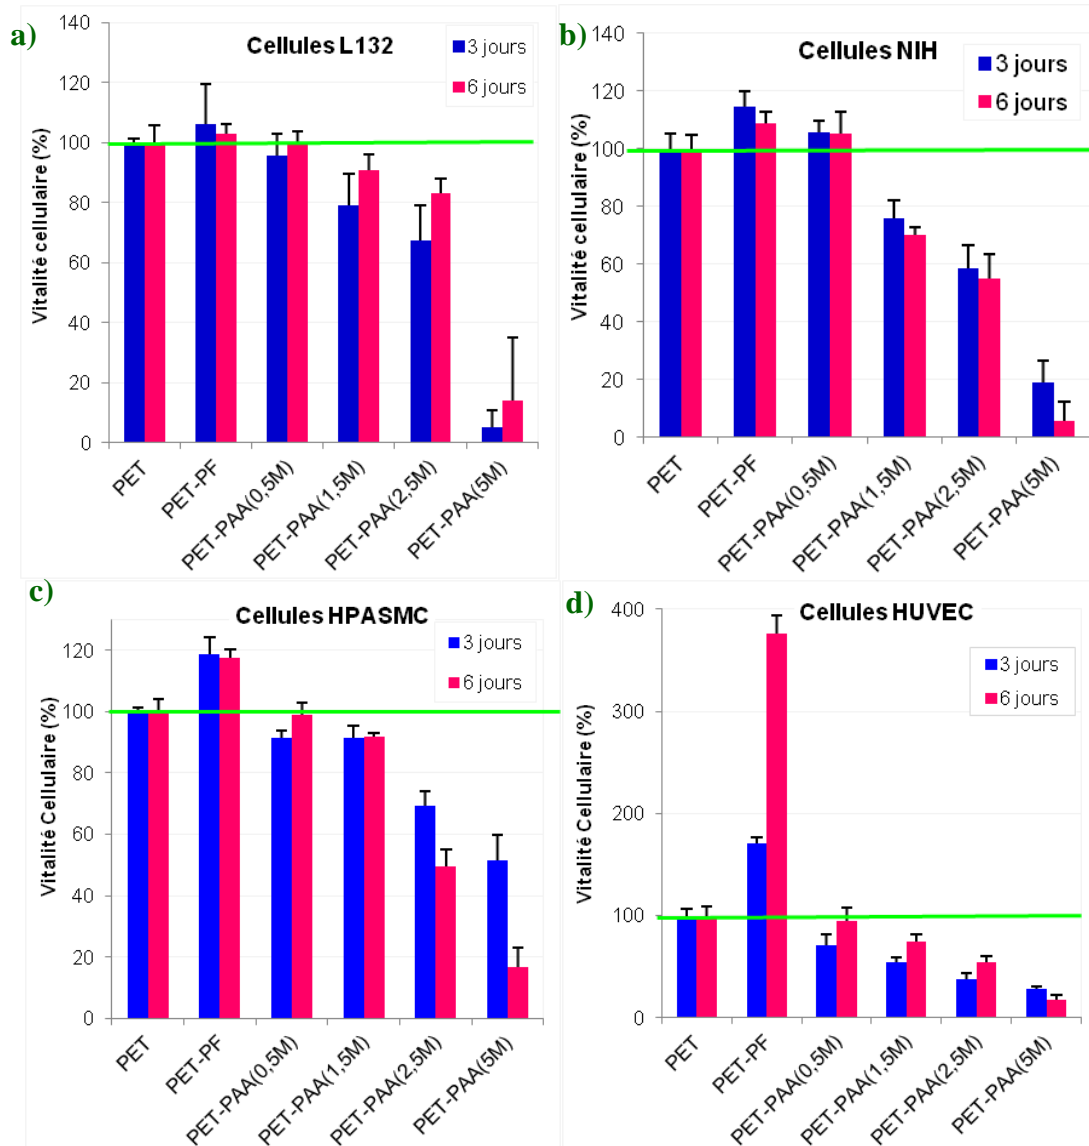 a)
Cellules L132
3 jours
6 jours
Vitalité cellulaire (%)
140
120
100
80
60
40
20
0
PET
PET-PF
PET-PAA(0,5M)
PET-PAA(1,5M)
PET-PAA(2,5M)
PET-PAA(5M)
b)
Cellules NIH
3 jours
6 jours
Vitalité cellulaire (%)
140
120
100
80
60
40
20
0
PET
PET-PF
PET-PAA(0,5M)
PET-PAA(1,5M)
PET-PAA(2,5M)
PET-PAA(5M)
c)
Cellules HPASMC
3 jours
6 jours
Vitalité Cellulaire (%)
120
100
80
60
40
20
0
PET
PET-PF
PET-PAA(0,5M)
PET-PAA(1,5M)
PET-PAA(2,5M)
PET-PAA(5M)
d)
Cellules HUVEC
3 jours
6 jours
Vitalité Cellulaire (%)
400
300
200
100
0
PET
PET-PF
PET-PAA(0,5M)
PET-PAA(1,5M)
PET-PAA(2,5M)
PET-PAA(5M)